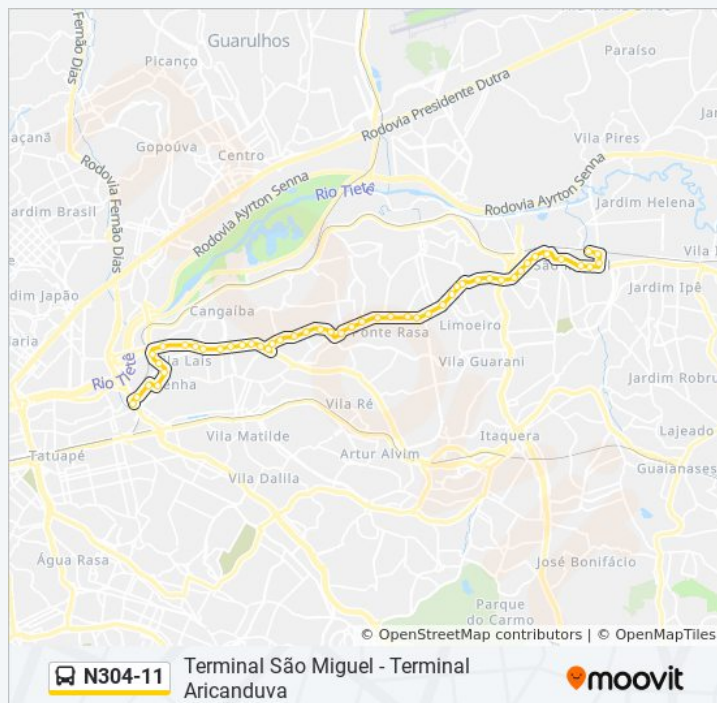 Guarulhos
Paraíso
Picanço
Rodovia Presidente Dutra
Rodovia Fernão Dias
Vila Pires
Gopoúva
Centro
Rodovia Ayrton Senna
Rio Tietê
Rodovia Ayrton Senna
Jardim Brasil
Jardim Helena
Rodovia Fernão Dias
Jardim Japão
Cangaíba
Jardim Ipê
Ponte Rasa
Limoeiro
Rio Tietê
Vila Guarani
Jardim Robru
Vila Ré
Vila Matilde
Itaquera
Lajeado
Tatuapé
Artur Alvim
Guaianases
Vila Dalila
Água Rasa
José Bonifácio
Parque
do Carmo
© OpenStreetMap contributors | © OpenMapTiles
N304-11
Terminal São Miguel - Terminal
Aricanduva
moovit